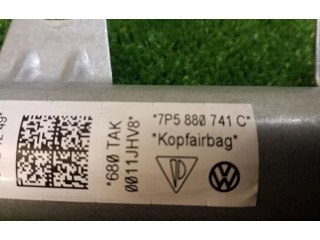 *7P5 880 741 C*
*Kopfairbag*
*680 TAK
0011JHV8*